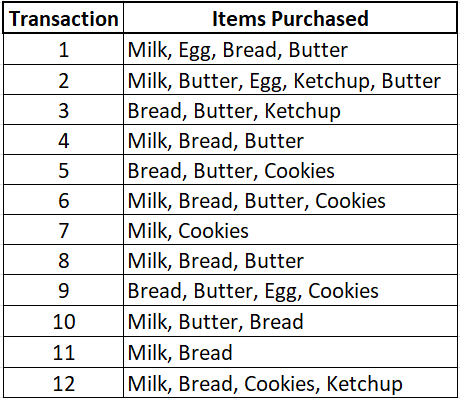 Transaction Items Purchased
1 Milk, Egg, Bread, Butter
2 Milk, Butter, Egg, Ketchup, Butter
3 Bread, Butter, Ketchup
4 Milk, Bread, Butter
5 Bread, Butter, Cookies
6 Milk, Bread, Butter, Cookies
7 Milk, Cookies
8 Milk, Bread, Butter
9 Bread, Butter, Egg, Cookies
10 Milk, Butter, Bread
11 Milk, Bread
12 Milk, Bread, Cookies, Ketchup